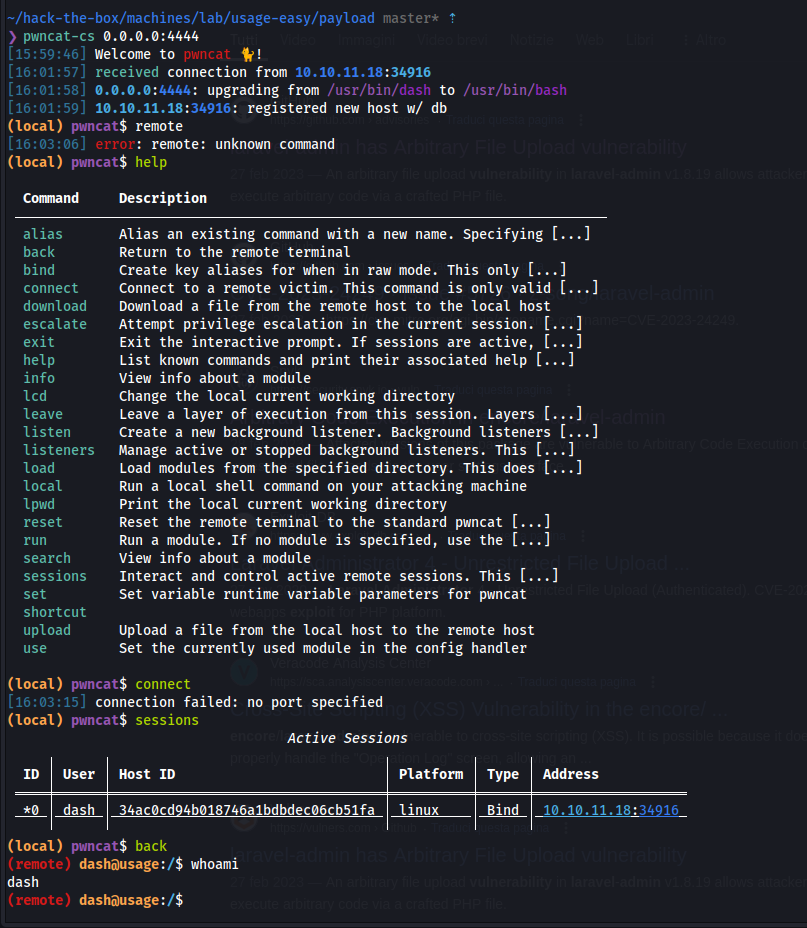 ~/hack-the-box/machines/lab/usage-easy/payload master* ⇡
❯ pwncat-cs 0.0.0.0:4444
[15:59:46] Welcome to pwncat 🐈!
[16:01:57] received connection from 10.10.11.18:34916
[16:01:58] 0.0.0.0:4444: upgrading from /usr/bin/dash to /usr/bin/bash
[16:01:59] 10.10.11.18:34916: registered new host w/ db
(local) pwncat$ remote
[16:03:06] error: remote: unknown command
(local) pwncat$ help
Command Description
alias Alias an existing command with a new name. Specifying [...]
back Return to the remote terminal
bind Create key aliases for when in raw mode. This only [...]
connect Connect to a remote victim. This command is only valid [...]
download Download a file from the remote host to the local host
escalate Attempt privilege escalation in the current session. [...]
exit Exit the interactive prompt. If sessions are active, [...]
help List known commands and print their associated help [...]
info View info about a module
lcd Change the local current working directory
leave Leave a layer of execution from this session. Layers [...]
listen Create a new background listener. Background listeners [...]
listeners Manage active or stopped background listeners. This [...]
load Load modules from the specified directory. This does [...]
local Run a local shell command on your attacking machine
lpwd Print the local current working directory
reset Reset the remote terminal to the standard pwncat [...]
run Run a module. If no module is specified, use the [...]
search View info about a module
sessions Interact and control active remote sessions. This [...]
set Set variable runtime variable parameters for pwncat
shortcut
upload Upload a file from the local host to the remote host
use Set the currently used module in the config handler
(local) pwncat$ connect
[16:03:15] connection failed: no port specified
(local) pwncat$ sessions
Active Sessions
ID User Host ID Platform Type Address
*0 dash 34ac0cd94b018746a1bdbdec06cb51fa linux Bind 10.10.11.18:34916
(local) pwncat$ back
(remote) dash@usage:/$ whoami
dash
(remote) dash@usage:/$